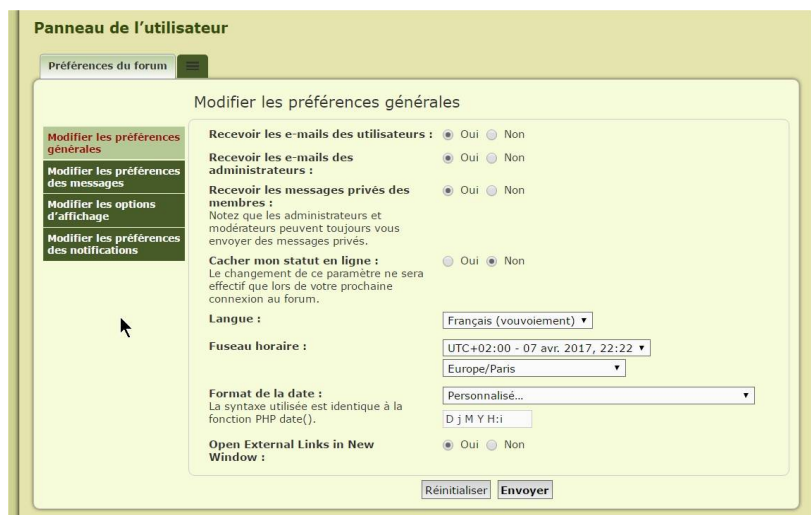 Panneau de l’utilisateur
Préférences du forum
Modifier les préférences générales
Modifier les préférences
générales
Modifier les préférences
des messages
Modifier les options
d’affichage
Modifier les préférences
des notifications
Recevoir les e-mails des utilisateurs : Oui Non
Recevoir les e-mails des
administrateurs : Oui Non
Recevoir les messages privés des
membres : Oui Non
Notez que les administrateurs et
modérateurs peuvent toujours vous
envoyer des messages privés.
Cacher mon statut en ligne : Oui Non
Le changement de ce paramètre ne sera
effectif que lors de votre prochaine
connexion au forum.
Langue : Français (vouvoiement)
Fuseau horaire : UTC+02:00 - 07 avr. 2017, 22:22
Europe/Paris
Format de la date : Personnalisé...
La syntaxe utilisée est identique à la
fonction PHP date().
D j M Y H:i
Open External Links in New
Window : Oui Non
Réinitialiser Envoyer